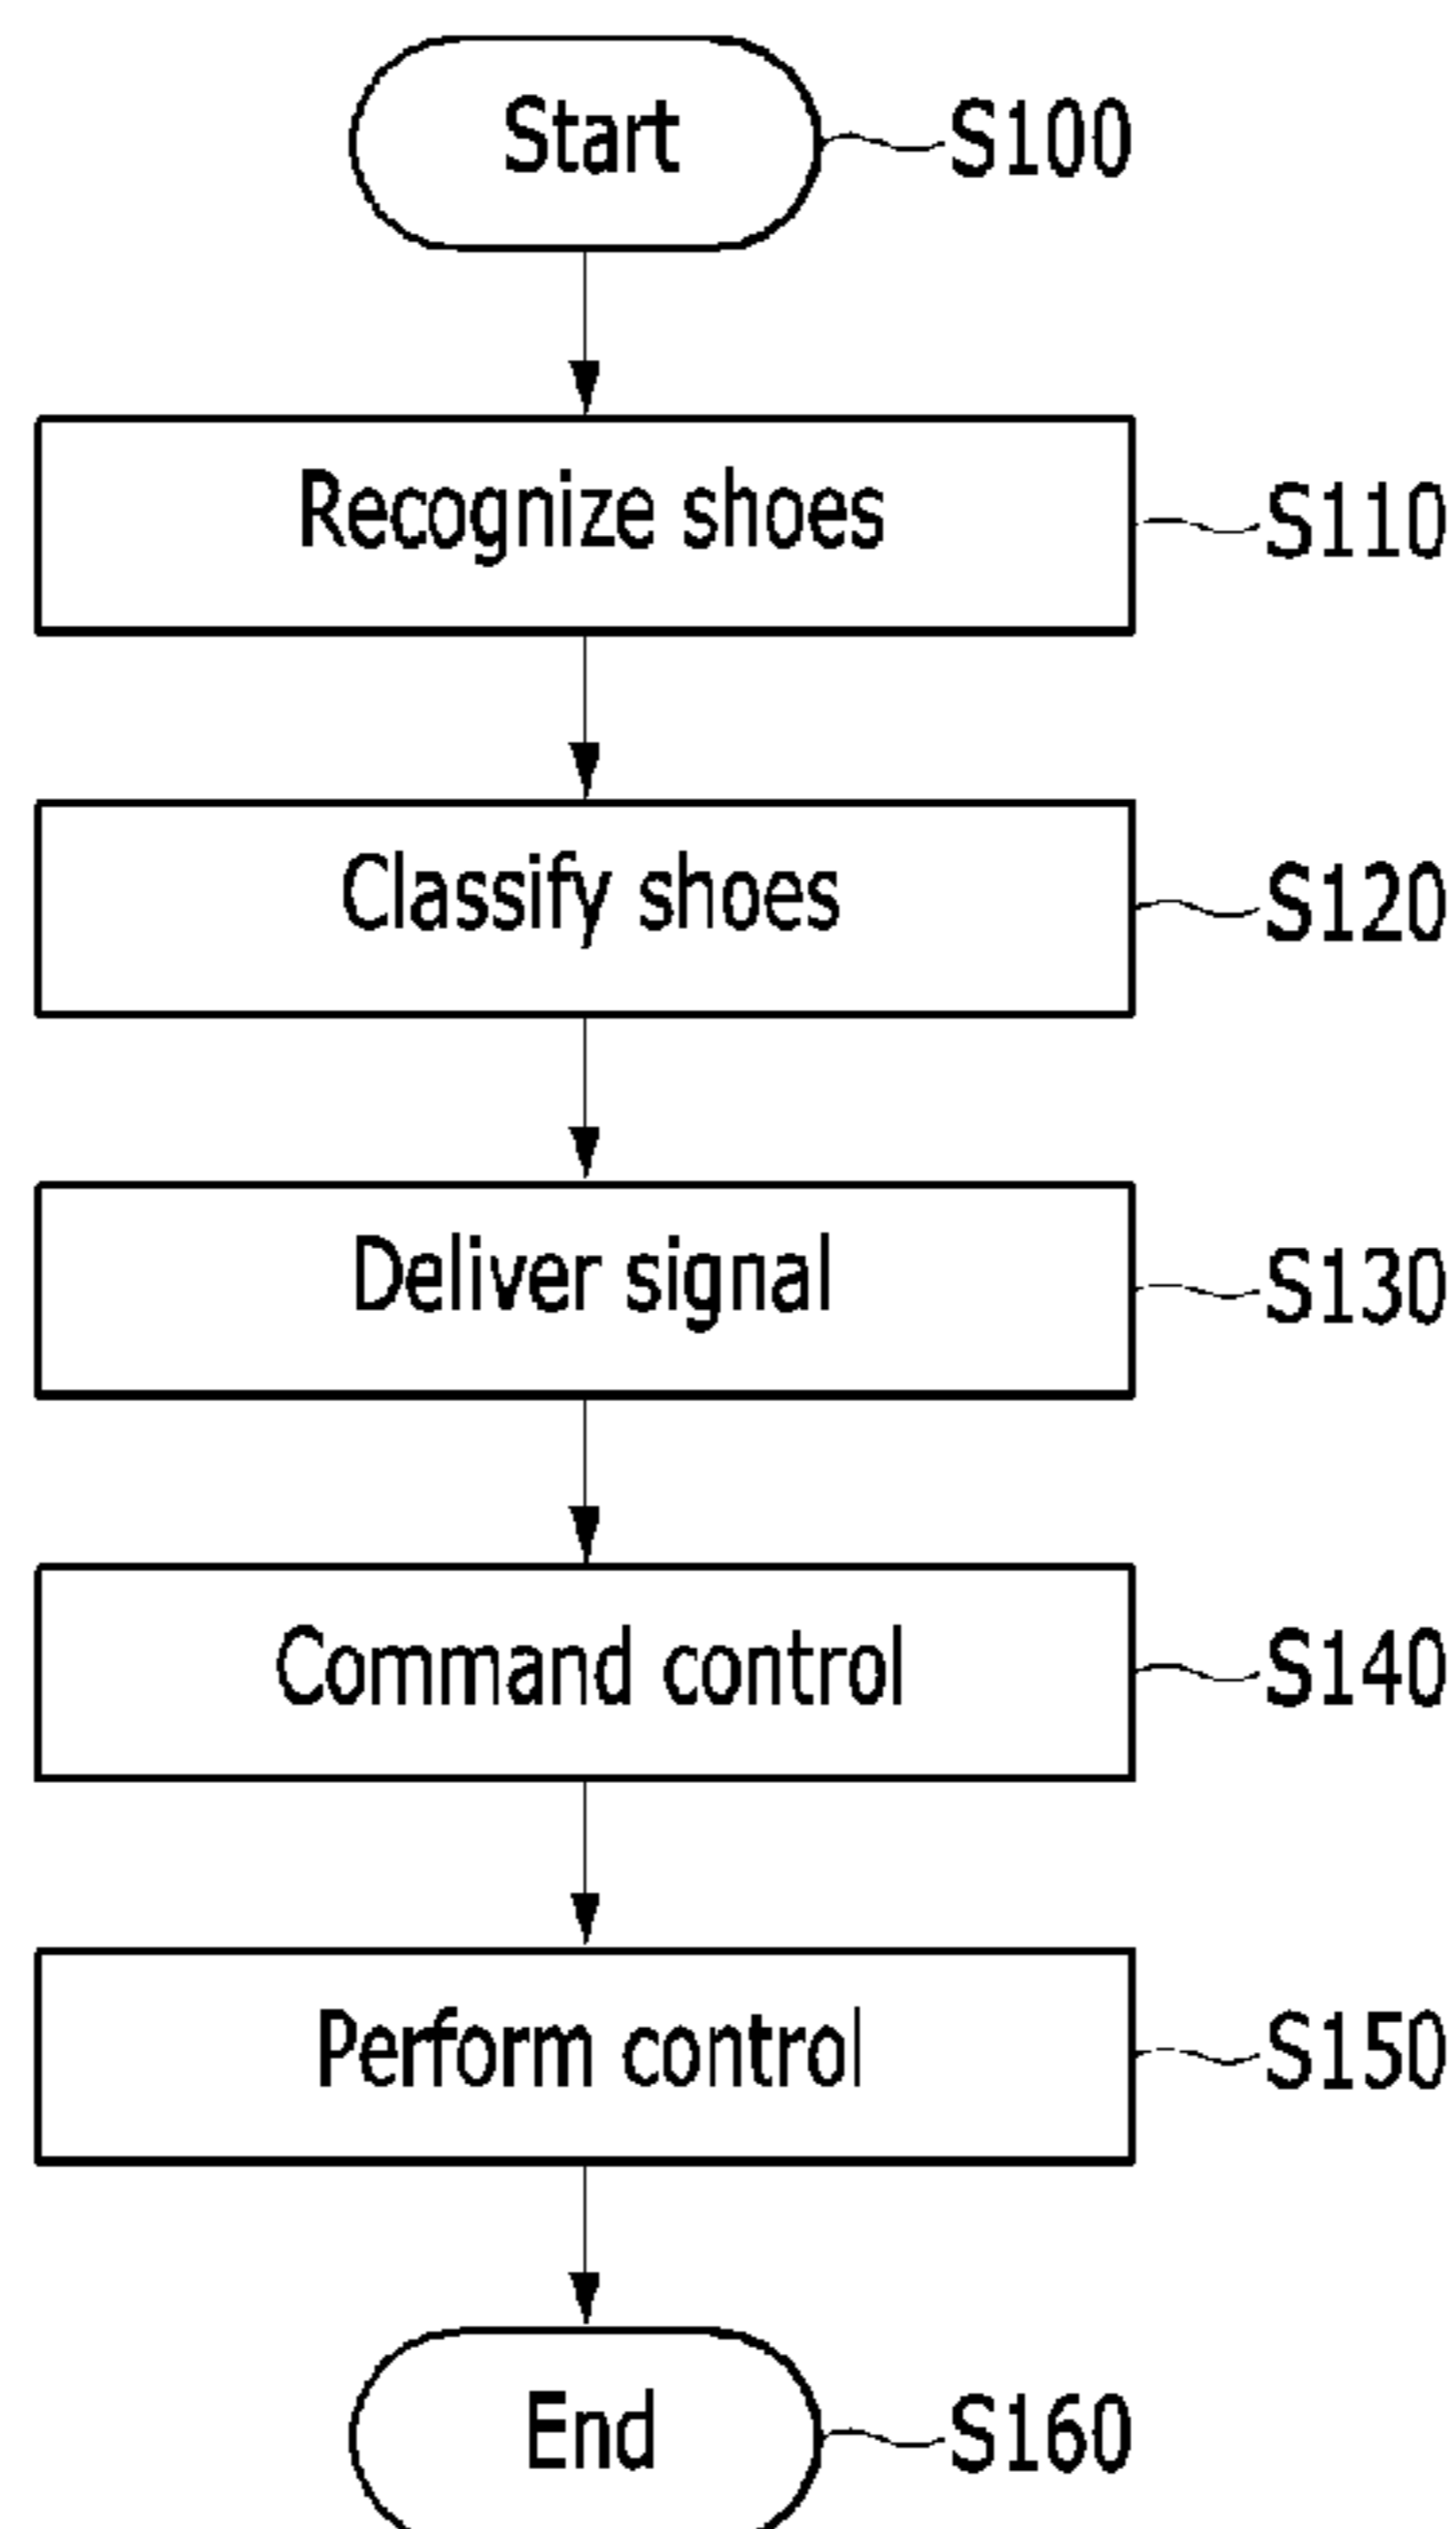 Start S100
Recognize shoes S110
Classify shoes S120
Deliver signal S130
Command control S140
Perform control S150
End S160